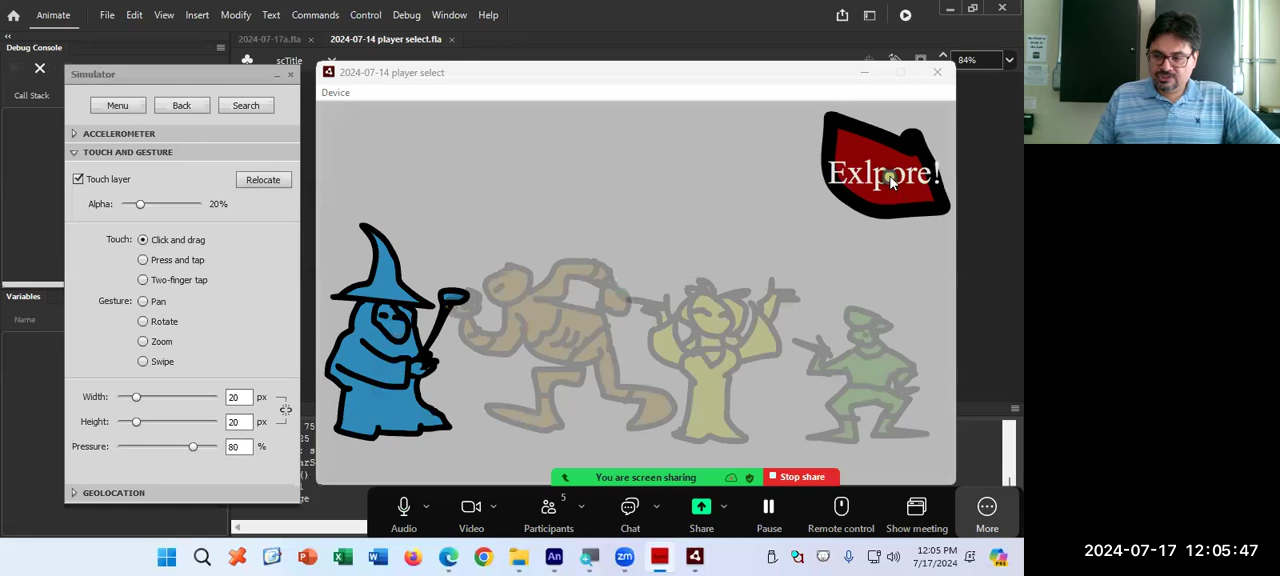 Animate
File Edit View Insert Modify Text Commands Control Debug Window Help
Debug Console
2024-07-17a.fla ×
2024-07-14 player select.fla ×
scTitle
84%
Call Stack
Simulator
Menu
Back
Search
ACCELEROMETER
TOUCH AND GESTURE
Touch layer
Relocate
Alpha:
20%
Touch:
Click and drag
Press and tap
Two-finger tap
Gesture:
Pan
Rotate
Zoom
Swipe
Width:
20
px
Height:
20
px
Pressure:
80
%
GEOLOCATION
Variables
Name
2024-07-14 player select
Device
Exlpore!
You are screen sharing
Stop share
Audio
Video
Participants
5
Chat
Share
Pause
Remote control
Show meeting
More
12:05 PM
7/17/2024
2024-07-17 12:05:47